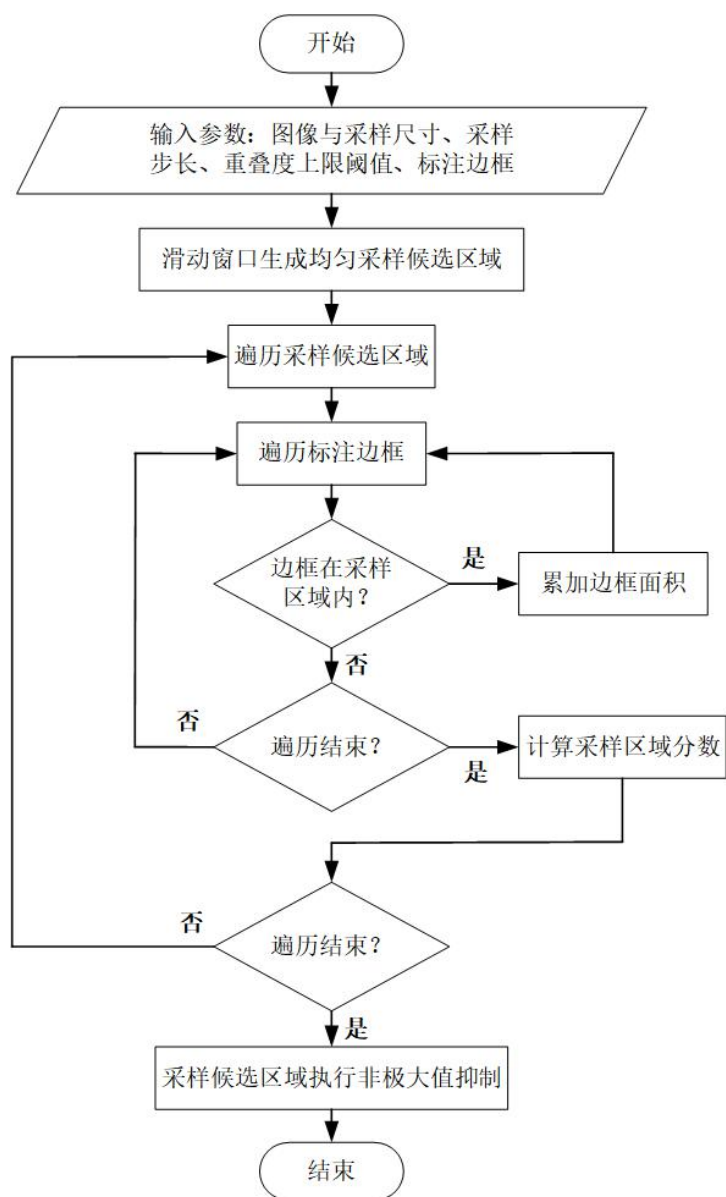 开始
输入参数：图像与采样尺寸、采样
步长、重叠度上限阈值、标注边框
滑动窗口生成均匀采样候选区域
遍历采样候选区域
遍历标注边框
边框在采样
区域内？
是
累加边框面积
否
遍历结束？
否
是
计算采样区域分数
遍历结束？
否
是
采样候选区域执行非极大值抑制
结束